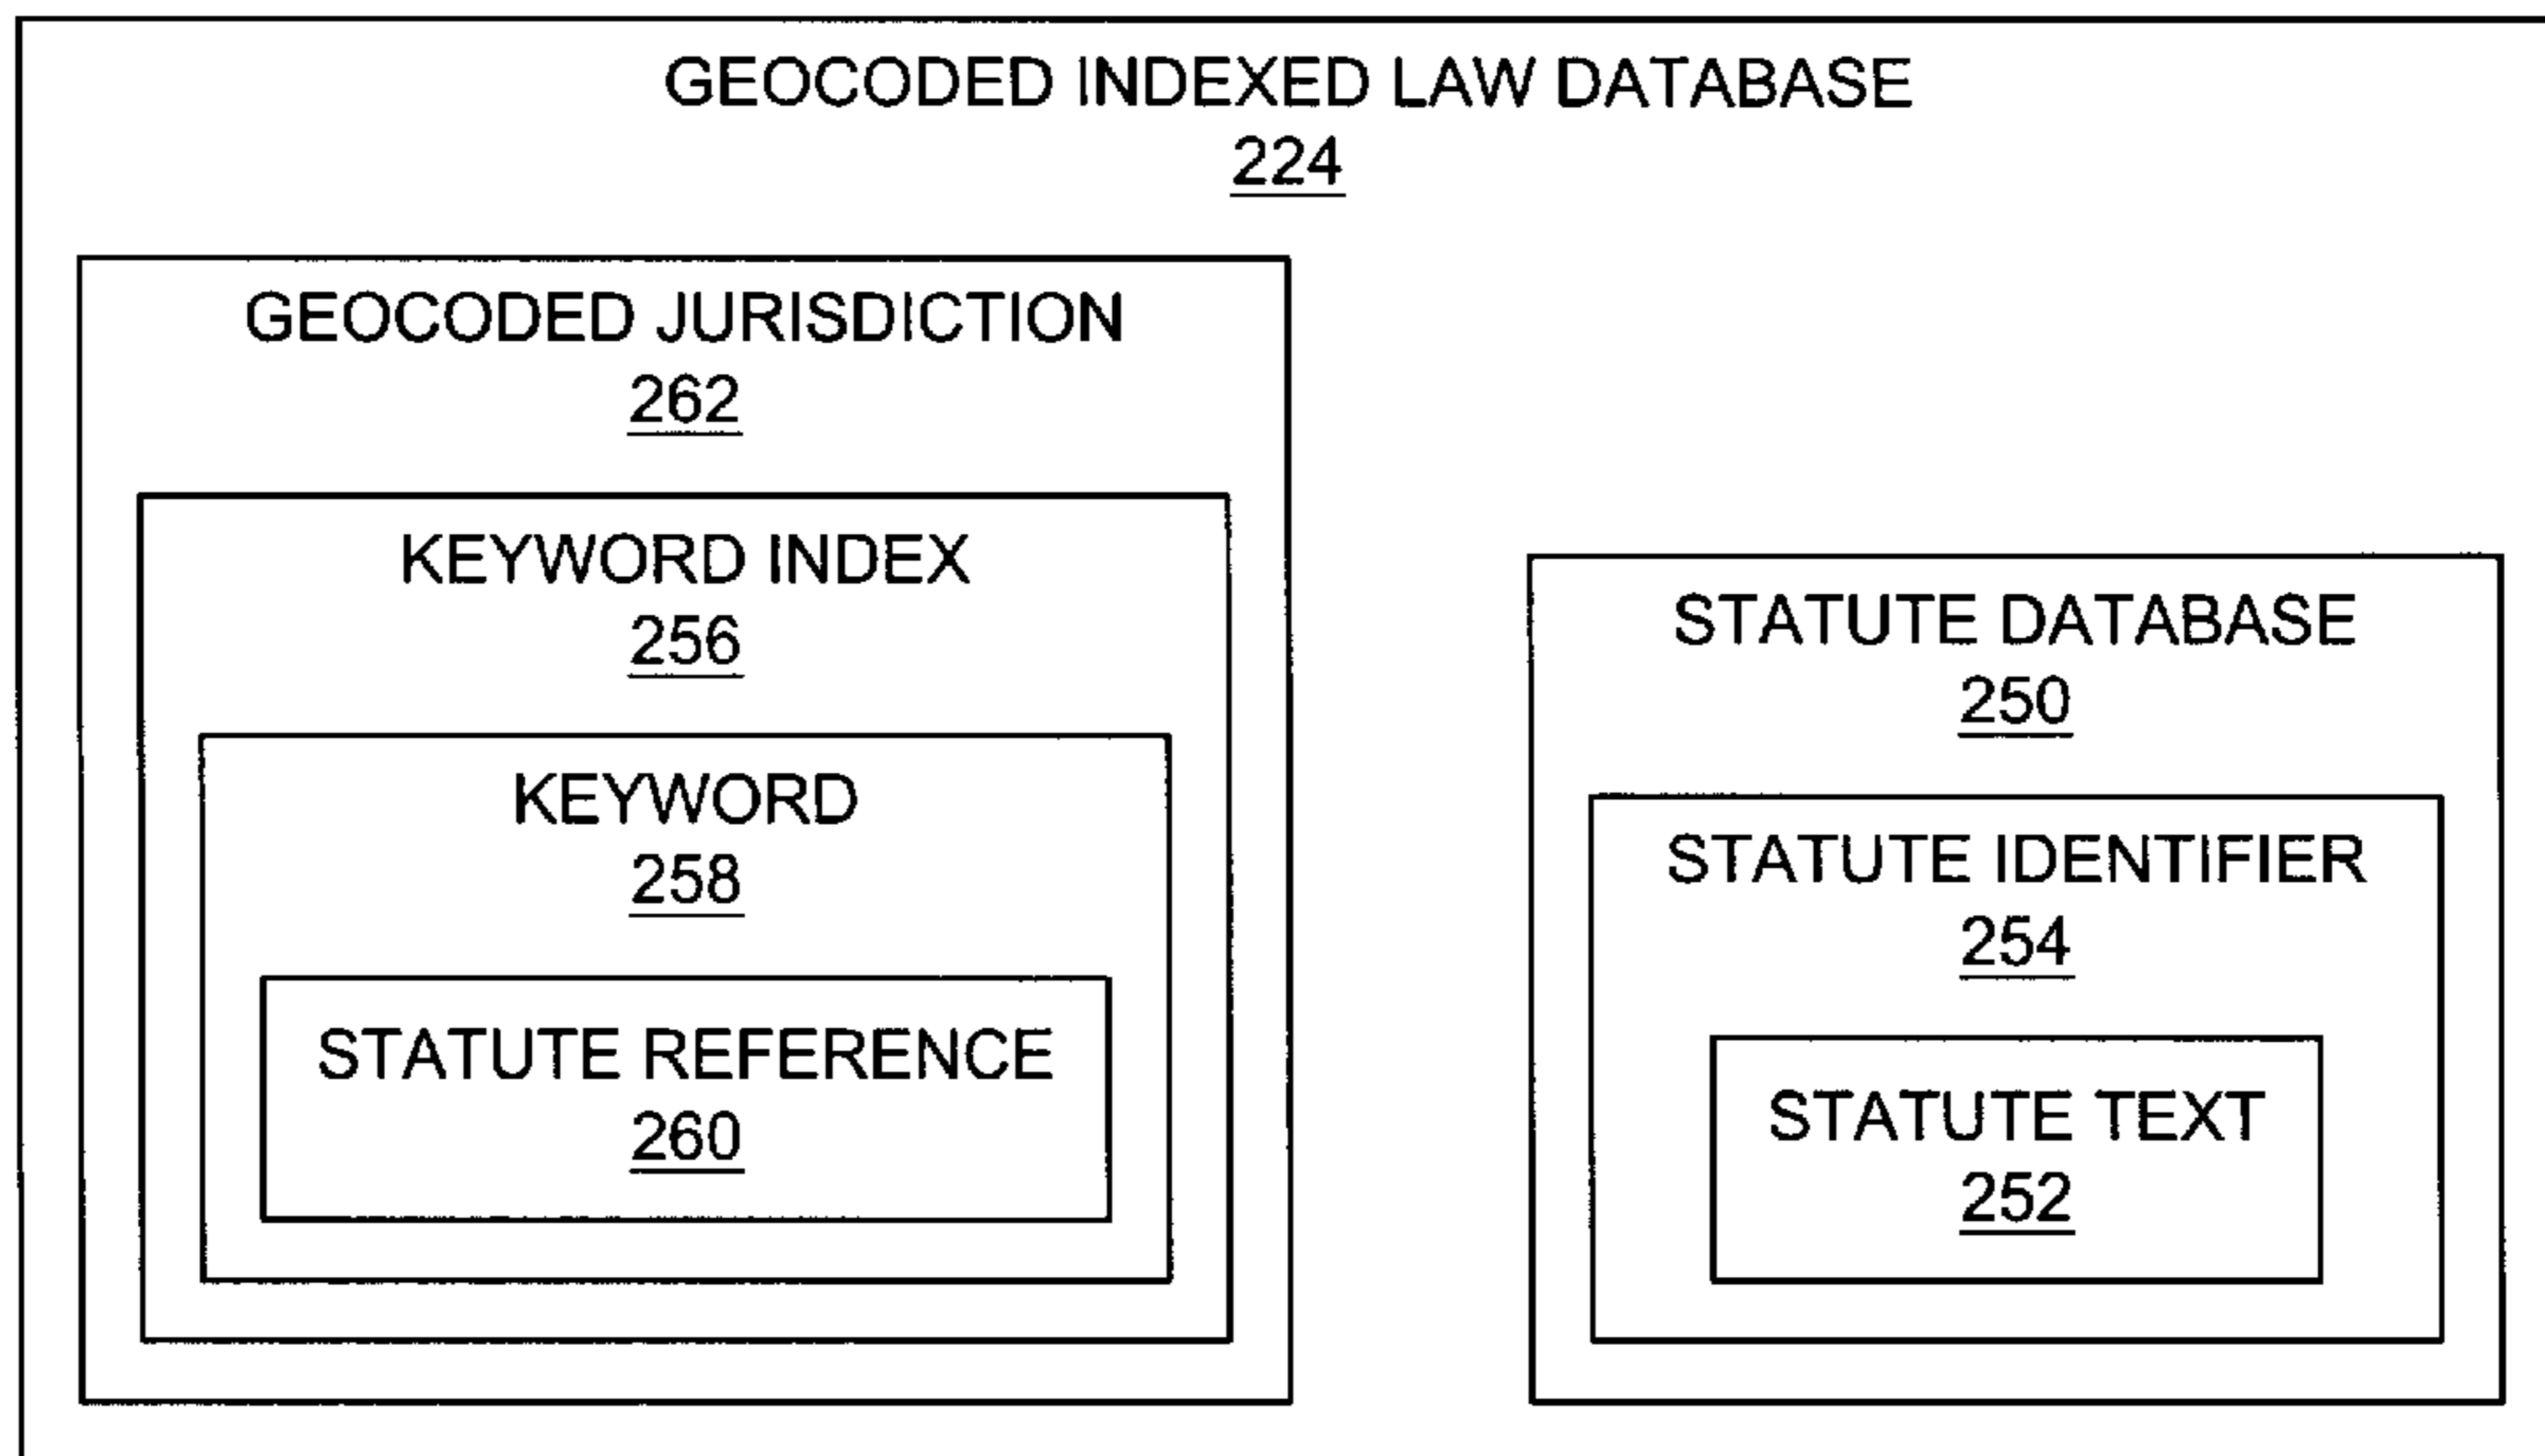 GEOCODED INDEXED LAW DATABASE
224
GEOCODED JURISDICTION
262
KEYWORD INDEX
256
KEYWORD
258
STATUTE REFERENCE
260
STATUTE DATABASE
250
STATUTE IDENTIFIER
254
STATUTE TEXT
252